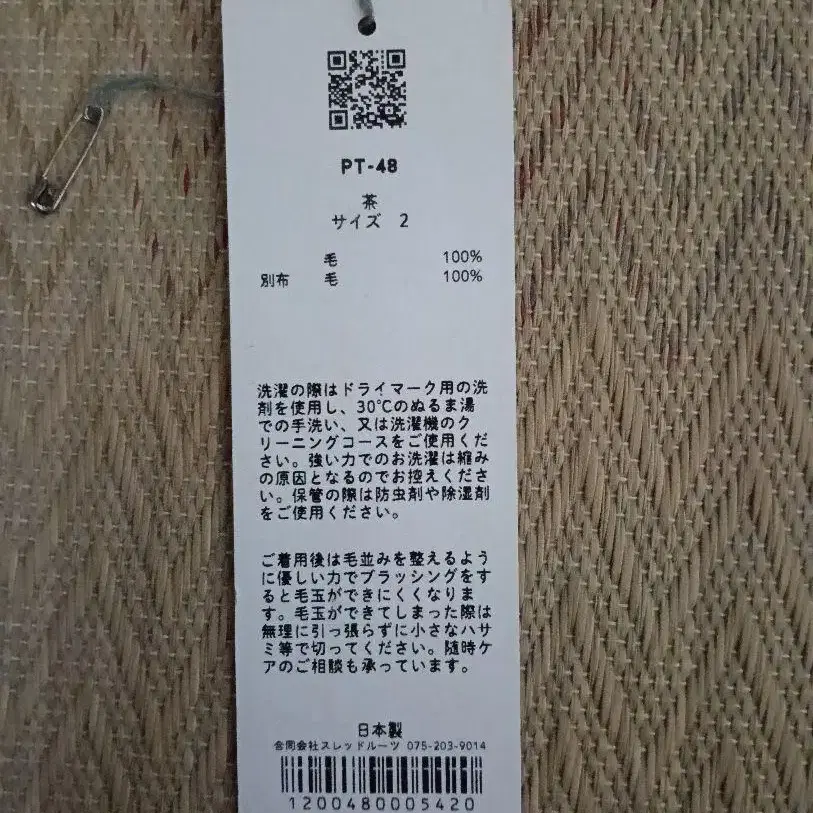 PT-48
茶
サイズ 2
毛 100%
別布 毛 100%
洗濯の際はドライマーク用の洗
剤を使用し、30℃のぬるま湯
での手洗い、又は洗濯機のク
リーニングコースをご使用くだ
さい。強い力でのお洗濯は縮み
の原因となるのでお控えくださ
い。保管の際は防虫剤や除湿剤
をご使用ください。
ご着用後は毛並みを整えるよう
に優しい力でブラッシングをす
ると毛玉ができにくくなりま
す。毛玉ができてしまった際は
無理に引っ張らずに小さなハサ
ミ等で切ってください。随時ケ
アのご相談も承っています。
日本製
合同会社スレッドルーツ 075-203-9014
1200480005420